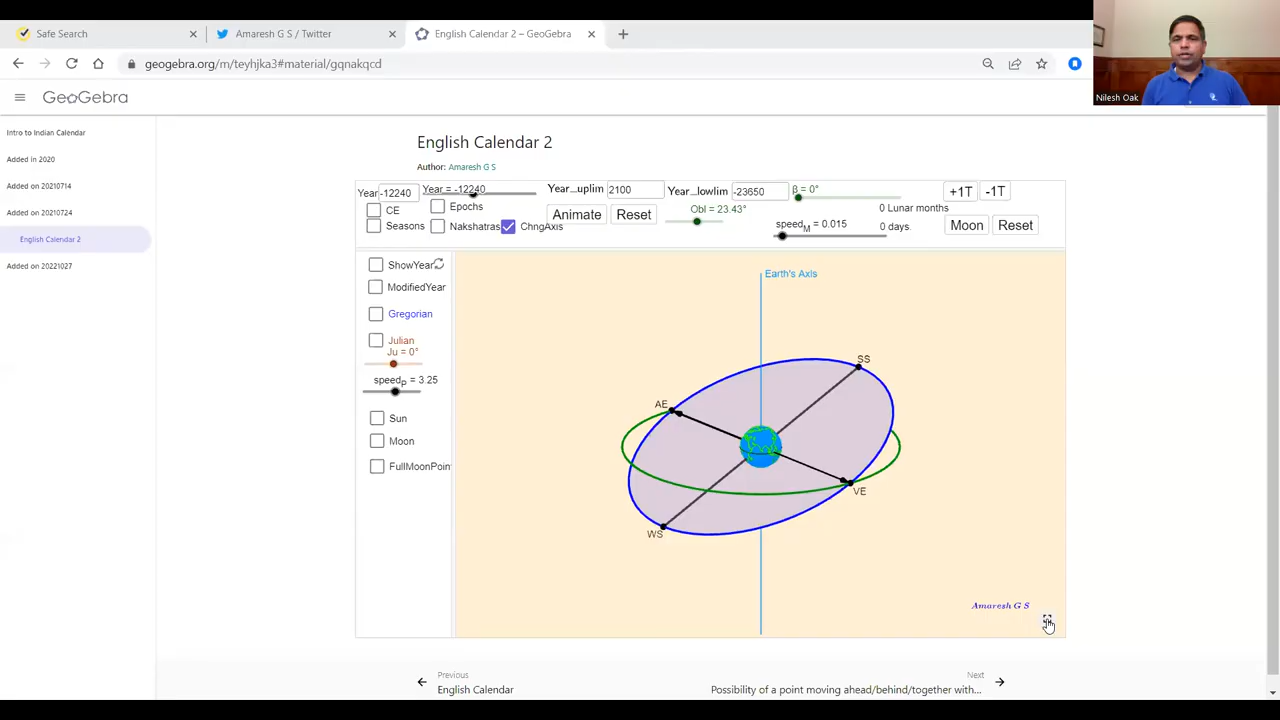 Safe Search
Amaresh G S / Twitter
English Calendar 2 – GeoGebra
geogebra.org/m/teyhjka3#material/gqnakqcd
Nilesh Oak
GeoGebra
Intro to Indian Calendar
Added in 2020
Added on 20210714
Added on 20210724
English Calendar 2
Added on 20221027
English Calendar 2
Author: Amaresh G S
Year -12240
Year = -12240
Year_uplim 2100
Year_lowlim -23650
β = 0°
+1T
-1T
CE
Epochs
Animate
Reset
Obl = 23.43°
0 Lunar months
Seasons
Nakshatras
ChngAxis
speed_M = 0.015
0 days.
Moon
Reset
ShowYear
ModifiedYear
Gregorian
Julian
Ju = 0°
speed_P = 3.25
Sun
Moon
FullMoonPoin
Earth's Axis
SS
AE
VE
WS
Amaresh G S
Previous
English Calendar
Next
Possibility of a point moving ahead/behind/together with...